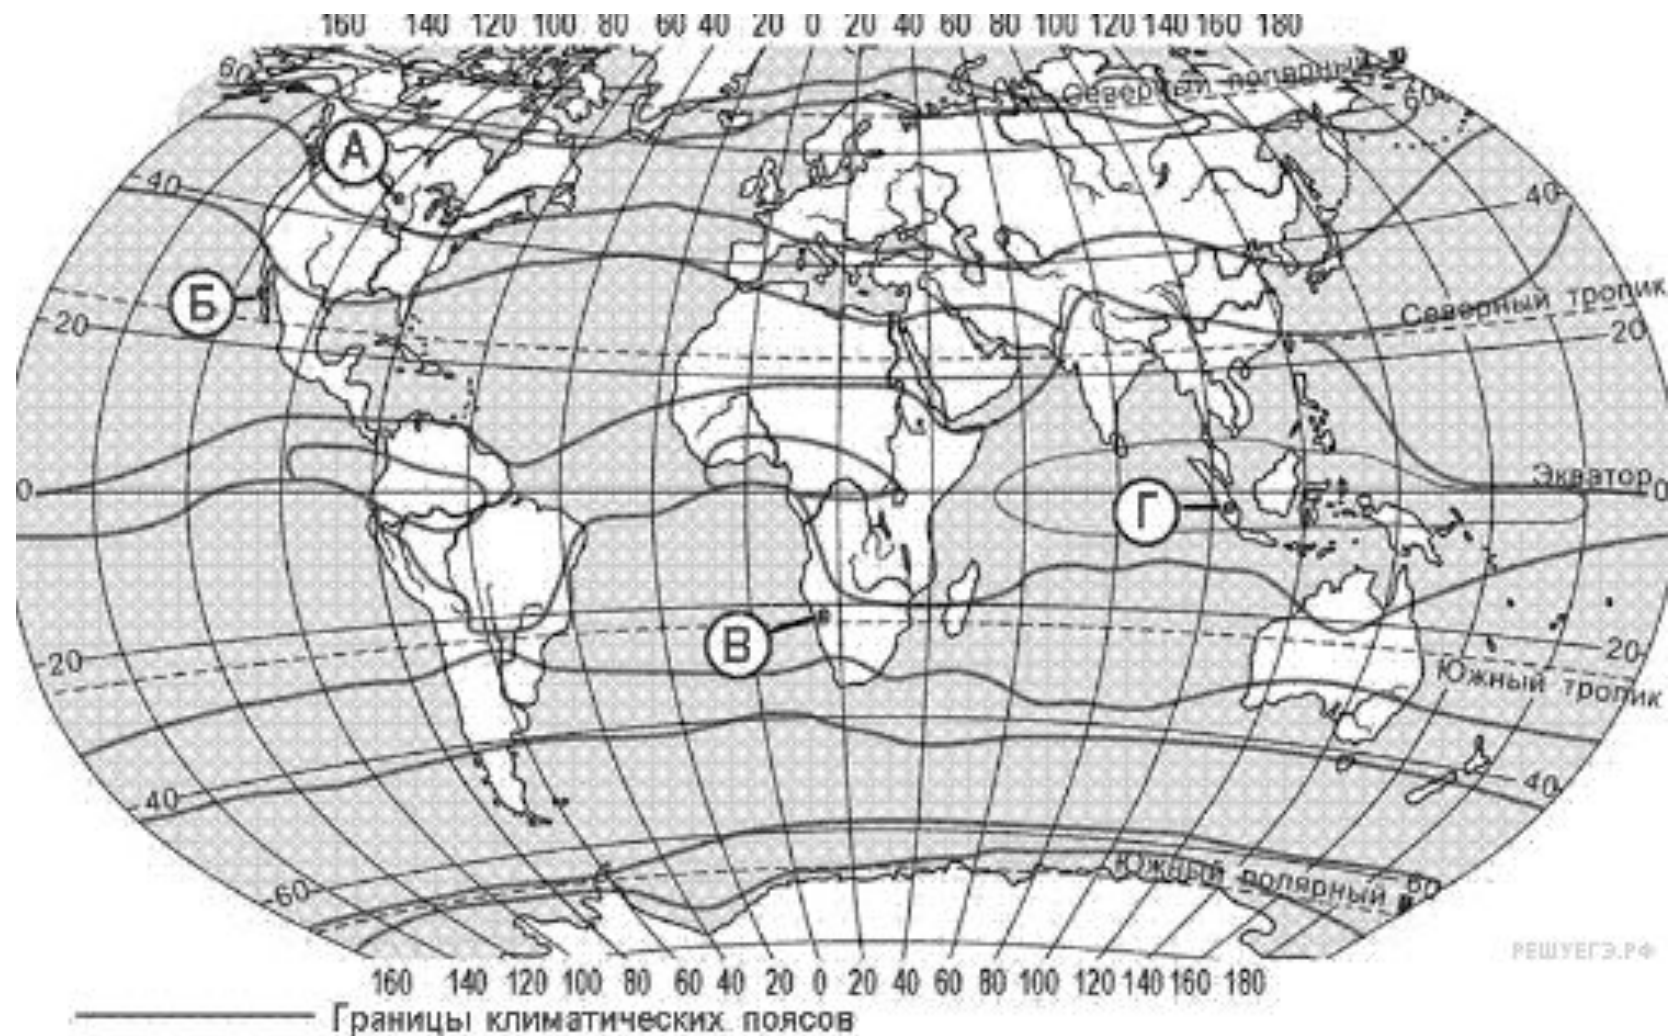 160 140 120 100 80 60 40 20 0 20 40 60 80 100 120 140 160 180
60
Северный полярный
60
А
40
40
Б
Северный тропик
20
20
Экватор
0
0
Г
В
20
20
Южный тропик
40
40
Южный полярный
60
60
РЕШУЕГЭ.РФ
160 140 120 100 80 60 40 20 0 20 40 60 80 100 120 140 160 180
Границы климатических поясов